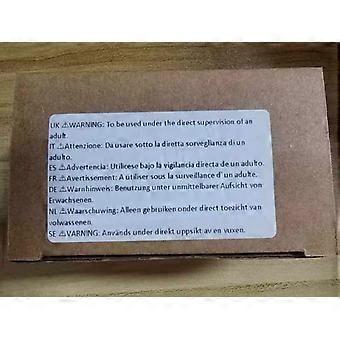 UK ⚠WARNING: To be used under the direct supervision of an
adult.
IT ⚠Attenzione: Da usare sotto la diretta sorveglianza di un
adulto.
ES ⚠Advertencia: Utilícese bajo la vigilancia directa de un adulto.
FR ⚠Avertissement: A utiliser sous la surveillance d'un adulte.
DE ⚠Warnhinweis: Benutzung unter unmittelbarer Aufsicht von
Erwachsenen.
NL ⚠Waarschuwing: Alleen gebruiken onder direct toezicht van
volwassenen.
SE ⚠VARNING: Används under direkt uppsikt av en vuxen.